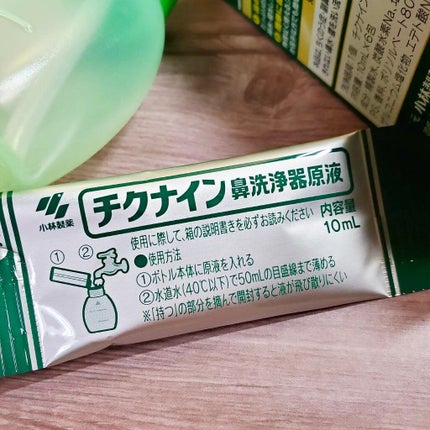 小林製薬
チクナイン 鼻洗浄器原液
使用に際して、箱の説明書きを必ずお読みください
内容量
10mL
●使用方法
① ②
①ボトル本体に原液を入れる
②水道水(40℃以下)で50mLの目盛線まで薄める
※「持つ」の部分を摘んで開封すると液が飛び散りにくい